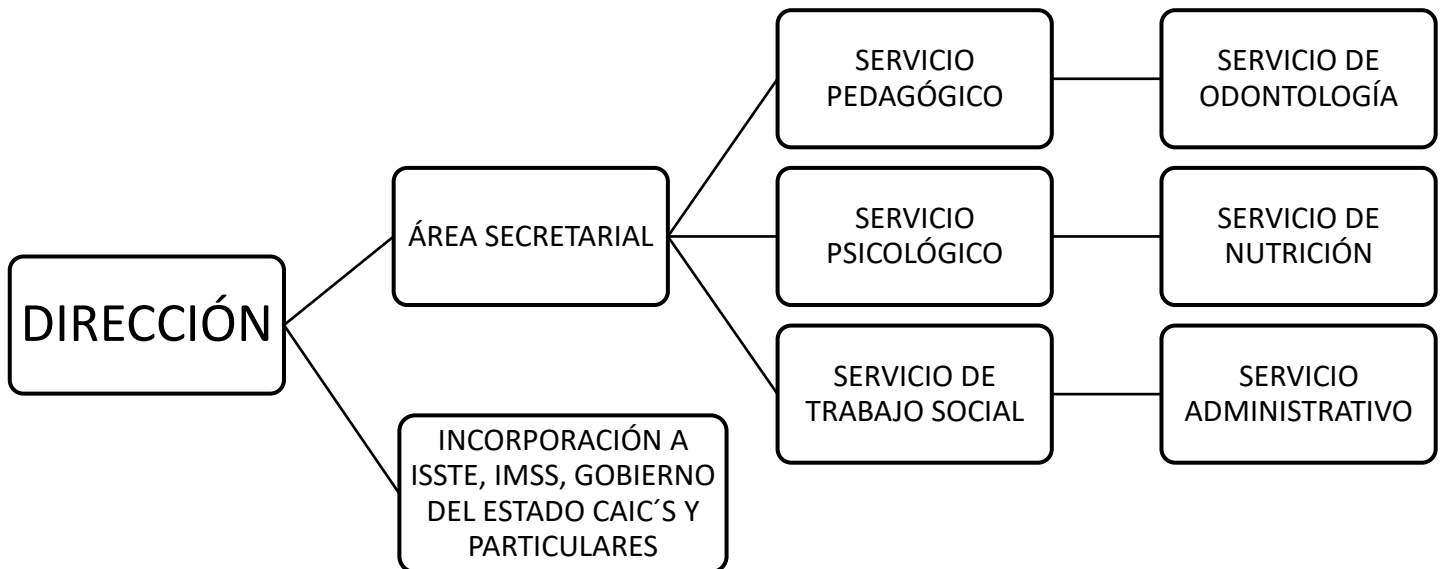 SERVICIO
PEDAGÓGICO
SERVICIO DE
ODONTOLOGÍA
ÁREA SECRETARIAL
SERVICIO
PSICOLÓGICO
SERVICIO DE
NUTRICIÓN
DIRECCIÓN
SERVICIO DE
TRABAJO SOCIAL
SERVICIO
ADMINISTRATIVO
INCORPORACIÓN A
ISSTE, IMSS, GOBIERNO
DEL ESTADO CAIC´S Y
PARTICULARES